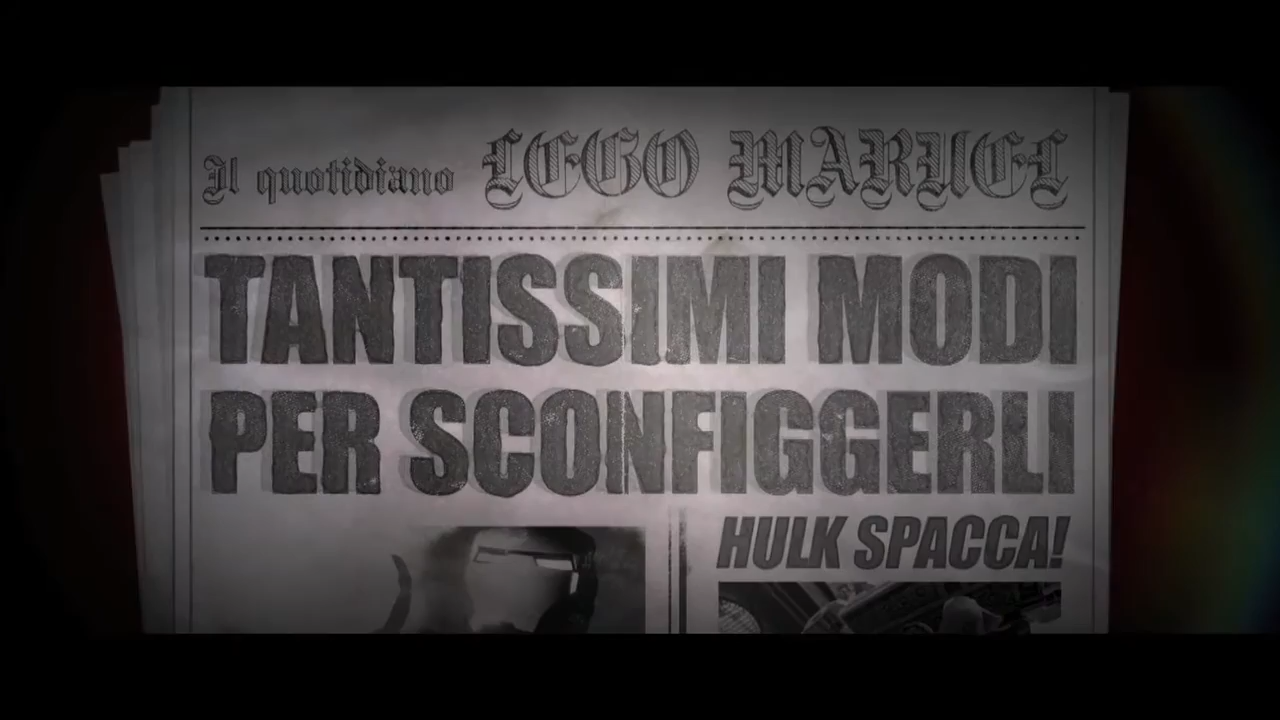 Il quotidiano LEGO MARVEL
TANTISSIMI MODI
PER SCONFIGGERLI
HULK SPACCA!